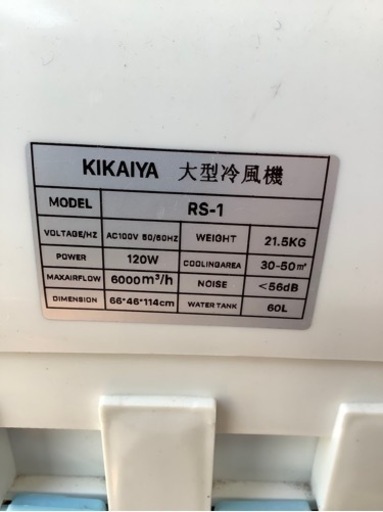 KIKAIYA 大型冷風機
MODEL RS-1
VOLTAGE/HZ AC100V 50/60HZ WEIGHT 21.5KG
POWER 120W COOLINGAREA 30-50㎡
MAXAIRFLOW 6000m³/h NOISE <56dB
DIMENSION 66*46*114cm WATER TANK 60L